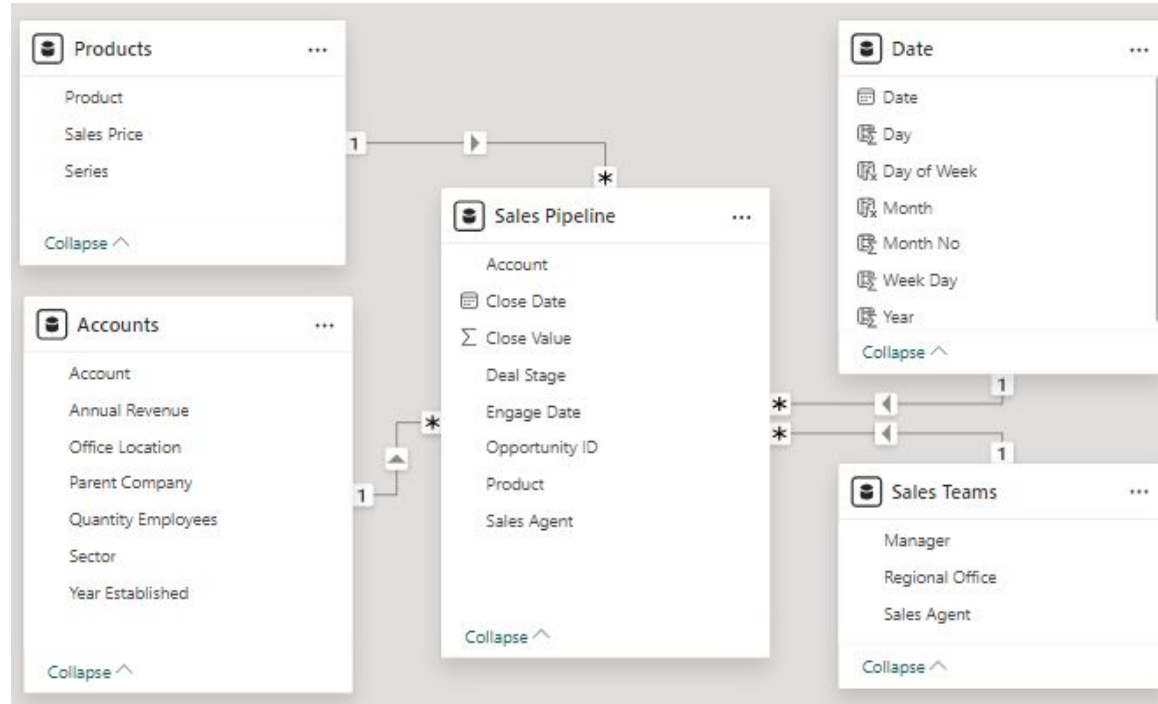 Products ...
Product
Sales Price
Series
Collapse
1
*
Accounts ...
Account
Annual Revenue
Office Location
Parent Company
Quantity Employees
Sector
Year Established
Collapse
1
*
Sales Pipeline ...
Account
Close Date
Σ Close Value
Deal Stage
Engage Date
Opportunity ID
Product
Sales Agent
Collapse
Date ...
Date
Day
Day of Week
Month
Month No
Week Day
Year
Collapse
1
*
*
1
Sales Teams ...
Manager
Regional Office
Sales Agent
Collapse